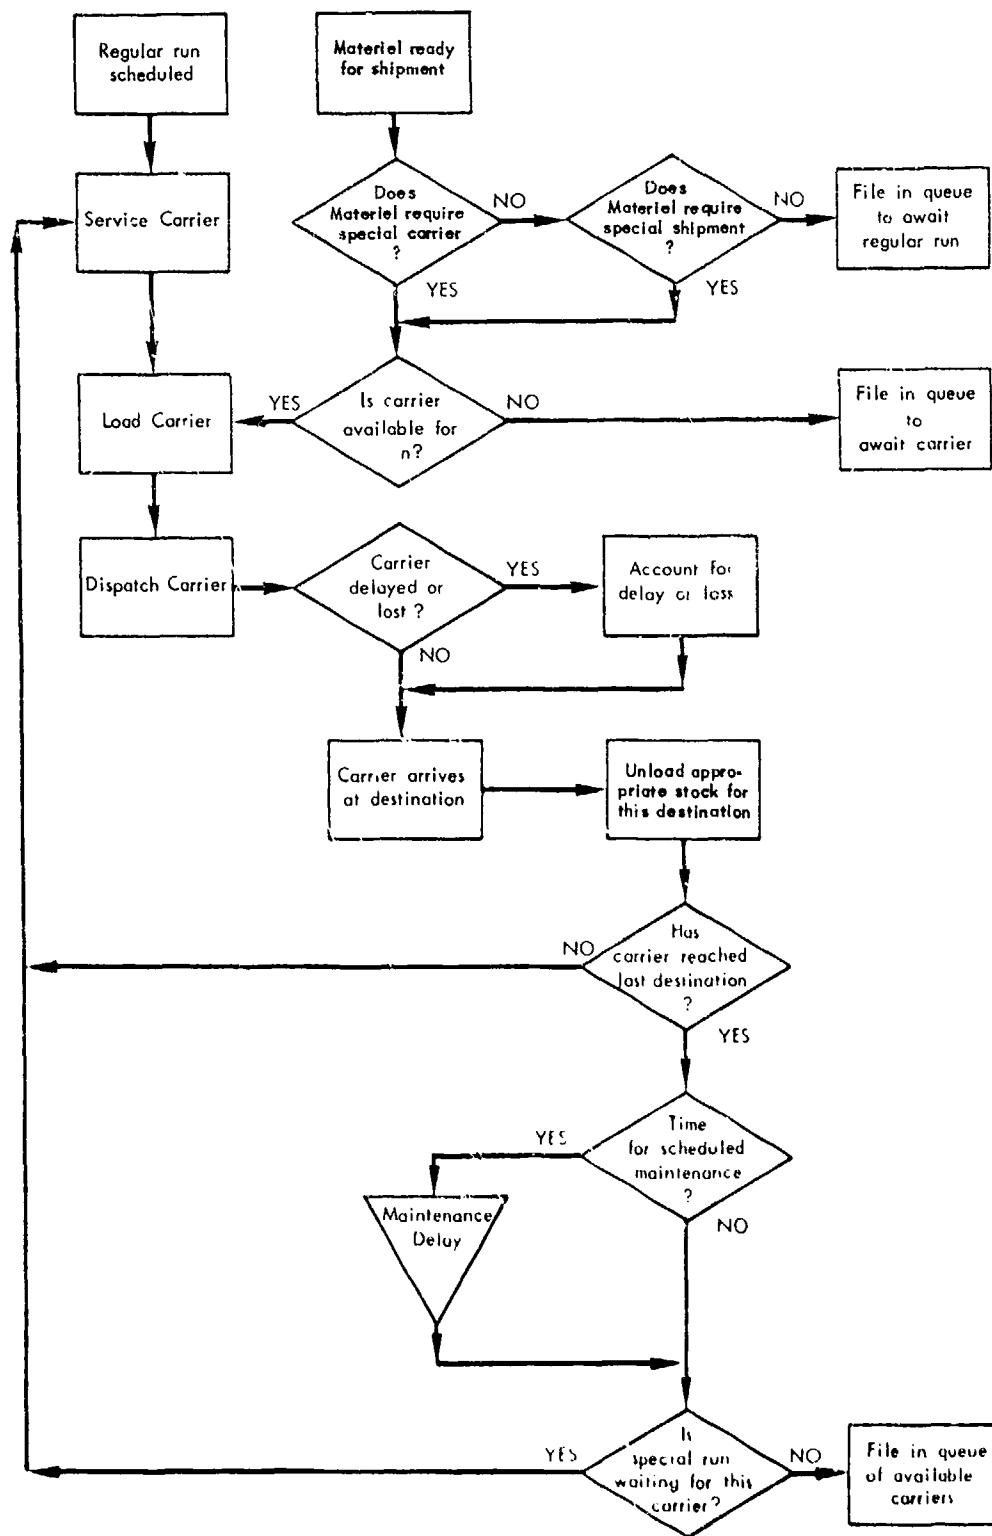 Regular run
scheduled
Materiel ready
for shipment
Service Carrier
Does
Materiel require
special carrier
?
NO
YES
Does
Materiel require
special shipment
?
NO
YES
File in queue
to await
regular run
Load Carrier
YES
Is carrier
available for
n?
NO
File in queue
to
await carrier
Dispatch Carrier
Carrier
delayed or
lost ?
YES
NO
Account for
delay or loss
Carrier arrives
at destination
Unload appro-
priate stock for
this destination
NO
Has
carrier reached
last destination
?
YES
YES
Time
for scheduled
maintenance
?
NO
Maintenance
Delay
YES
Is
special run
waiting for this
carrier?
NO
File in queue
of available
carriers